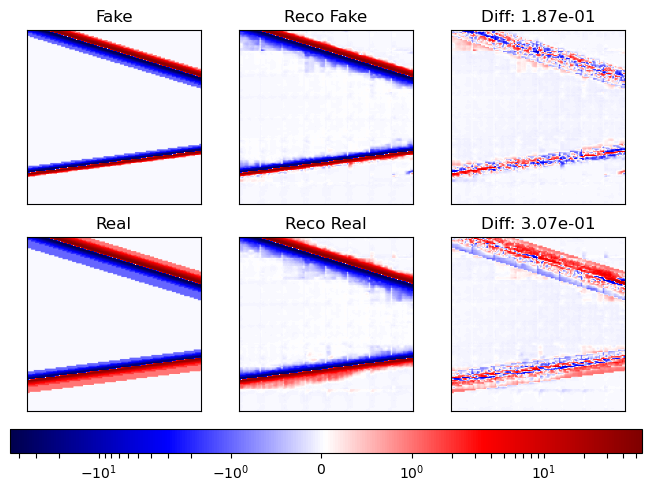 Fake Reco Fake Diff: 1.87e-01
Real Reco Real Diff: 3.07e-01
−10¹ −10⁰ 0 10⁰ 10¹